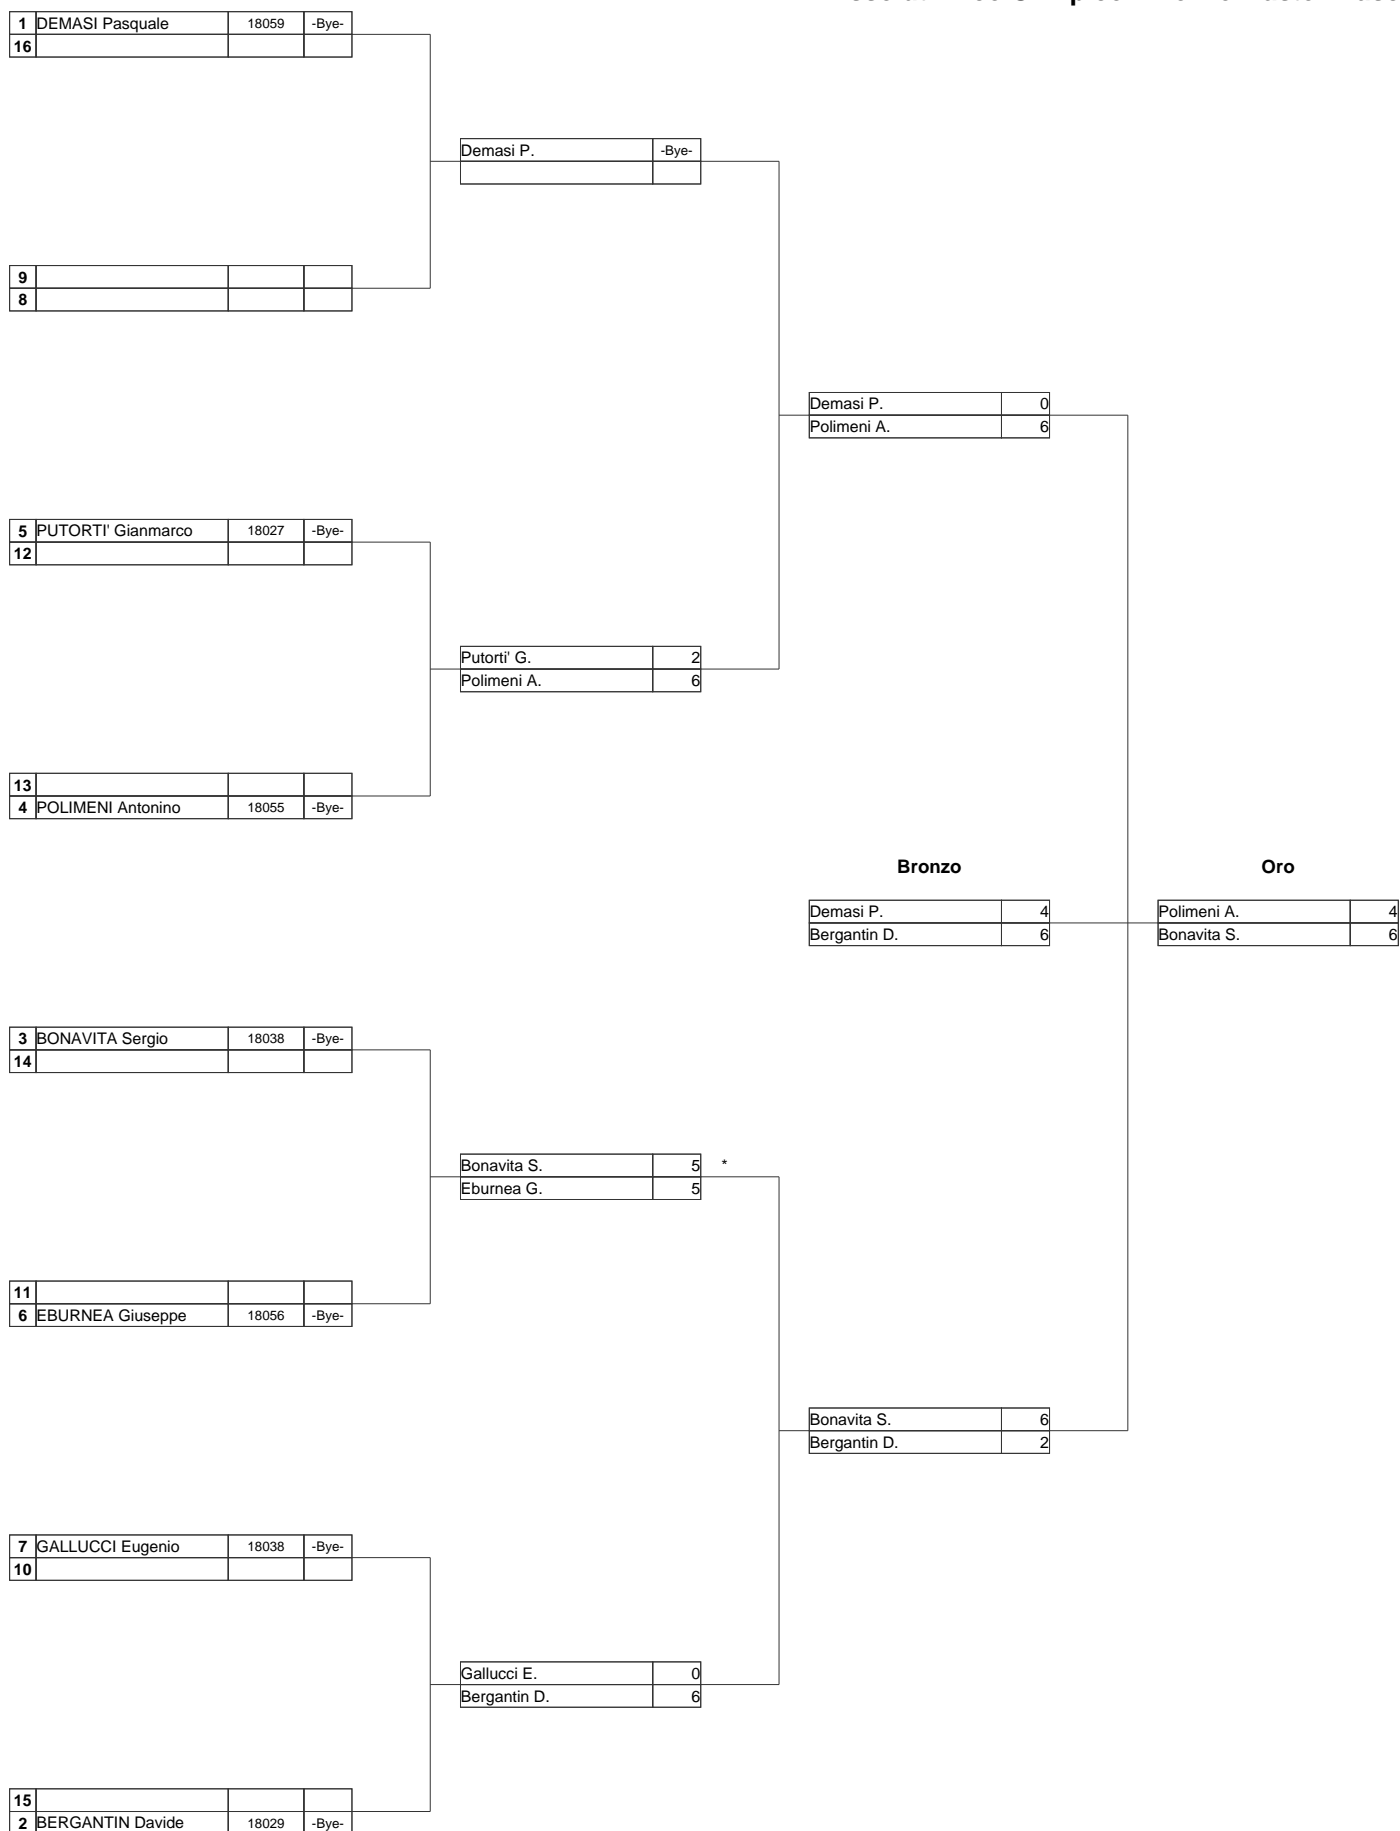 1 DEMASI Pasquale 18059 -Bye-
16
Demasi P. -Bye-
9
8
Demasi P. 0
Polimeni A. 6
5 PUTORTI' Gianmarco 18027 -Bye-
12
Putorti' G. 2
Polimeni A. 6
13
4 POLIMENI Antonino 18055 -Bye-
Bronzo Oro
Demasi P. 4 Polimeni A. 4
Bergantin D. 6 Bonavita S. 6
3 BONAVITA Sergio 18038 -Bye-
14
Bonavita S. 5 *
Eburnea G. 5
11
6 EBURNEA Giuseppe 18056 -Bye-
Bonavita S. 6
Bergantin D. 2
7 GALLUCCI Eugenio 18038 -Bye-
10
Gallucci E. 0
Bergantin D. 6
15
2 BERGANTIN Davide 18029 -Bye-